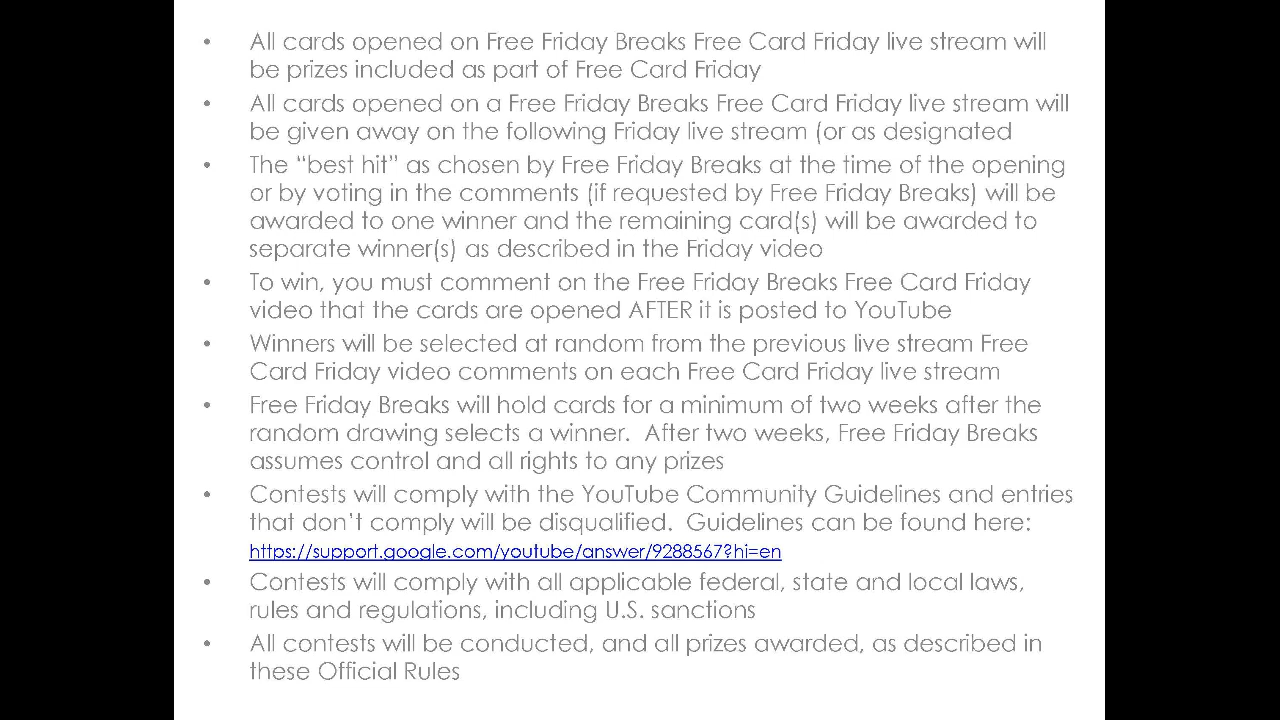 • All cards opened on Free Friday Breaks Free Card Friday live stream will
be prizes included as part of Free Card Friday
• All cards opened on a Free Friday Breaks Free Card Friday live stream will
be given away on the following Friday live stream (or as designated
• The “best hit” as chosen by Free Friday Breaks at the time of the opening
or by voting in the comments (if requested by Free Friday Breaks) will be
awarded to one winner and the remaining card(s) will be awarded to
separate winner(s) as described in the Friday video
• To win, you must comment on the Free Friday Breaks Free Card Friday
video that the cards are opened AFTER it is posted to YouTube
• Winners will be selected at random from the previous live stream Free
Card Friday video comments on each Free Card Friday live stream
• Free Friday Breaks will hold cards for a minimum of two weeks after the
random drawing selects a winner.  After two weeks, Free Friday Breaks
assumes control and all rights to any prizes
• Contests will comply with the YouTube Community Guidelines and entries
that don’t comply will be disqualified.  Guidelines can be found here:
https://support.google.com/youtube/answer/9288567?hl=en
• Contests will comply with all applicable federal, state and local laws,
rules and regulations, including U.S. sanctions
• All contests will be conducted, and all prizes awarded, as described in
these Official Rules